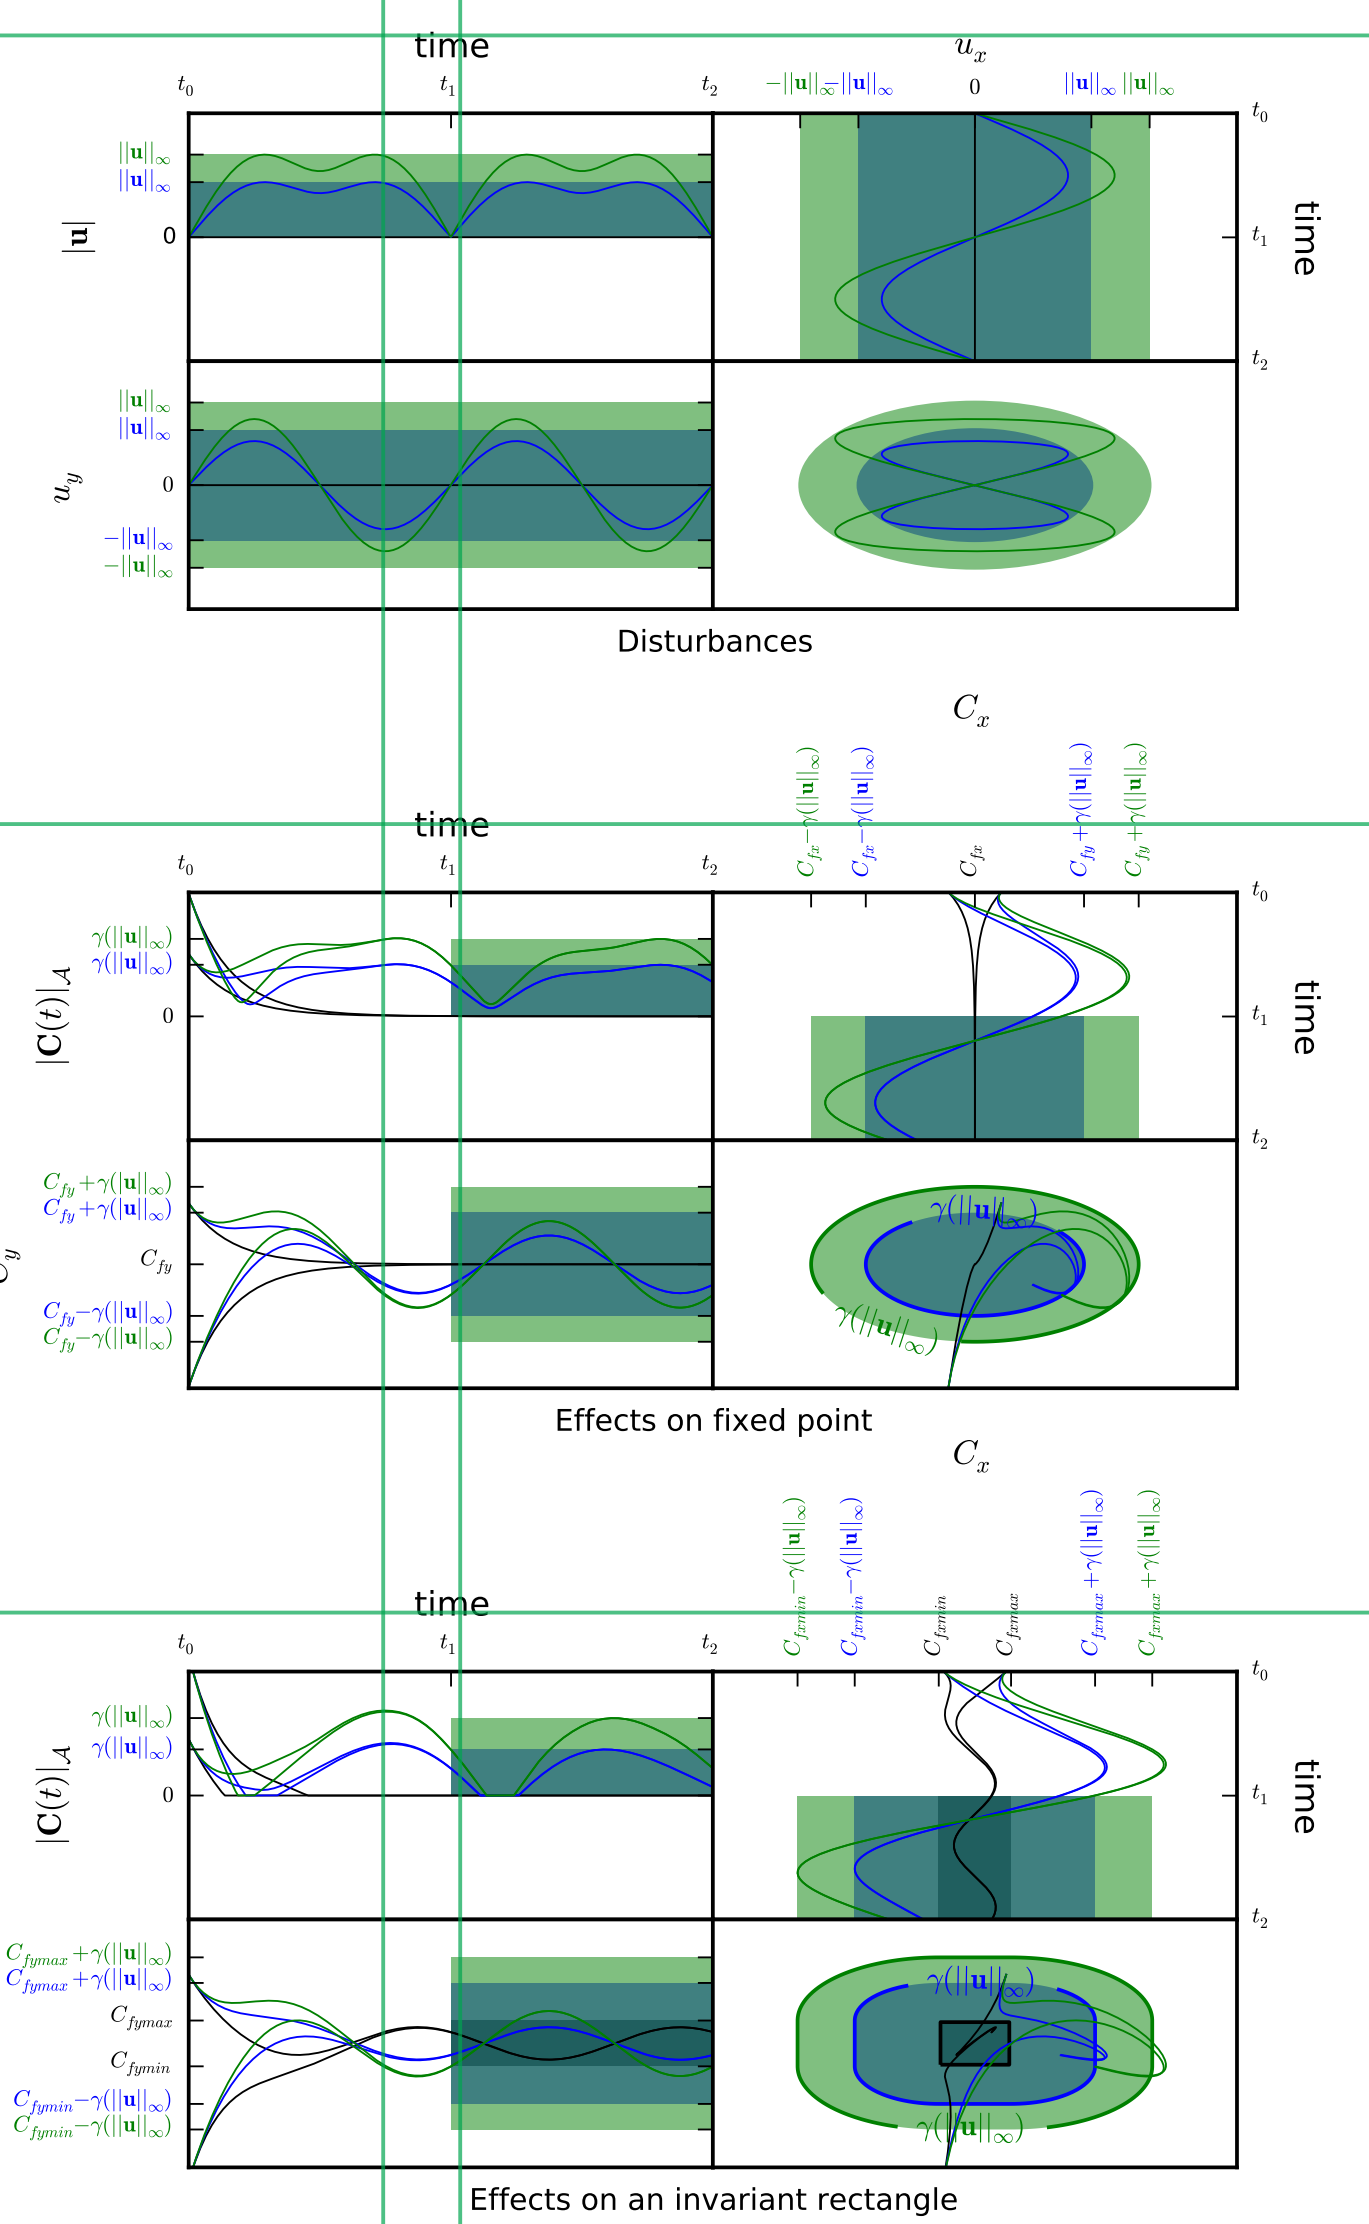 time
u_x
t_0 t_1 t_2
−||u||_∞ −||u||_∞ 0 ||u||_∞ ||u||_∞
t_0
||u||_∞
||u||_∞
|u|
0
time
t_1
t_2
||u||_∞
||u||_∞
u_y
0
−||u||_∞
−||u||_∞
Disturbances
C_x
C_fx−γ(||u||_∞) C_fx−γ(||u||_∞) C_fx C_fy+γ(||u||_∞) C_fy+γ(||u||_∞)
time
t_0 t_1 t_2
t_0
γ(||u||_∞)
γ(||u||_∞)
|C(t)|_A
0
time
t_1
t_2
C_fy+γ(|u||_∞)
C_fy+γ(|u||_∞)
C_y
C_fy
C_fy−γ(||u||_∞)
C_fy−γ(||u||_∞)
γ(||u||_∞)
γ(||u||_∞)
Effects on fixed point
C_x
C_fxmin−γ(||u||_∞) C_fxmin−γ(||u||_∞) C_fxmin C_fxmax C_fxmax+γ(||u||_∞) C_fxmax+γ(||u||_∞)
time
t_0 t_1 t_2
t_0
γ(||u||_∞)
γ(||u||_∞)
|C(t)|_A
0
time
t_1
t_2
C_fymax+γ(||u||_∞)
C_fymax+γ(||u||_∞)
C_fymax
C_fymin
C_fymin−γ(||u||_∞)
C_fymin−γ(||u||_∞)
γ(||u||_∞)
γ(||u||_∞)
Effects on an invariant rectangle